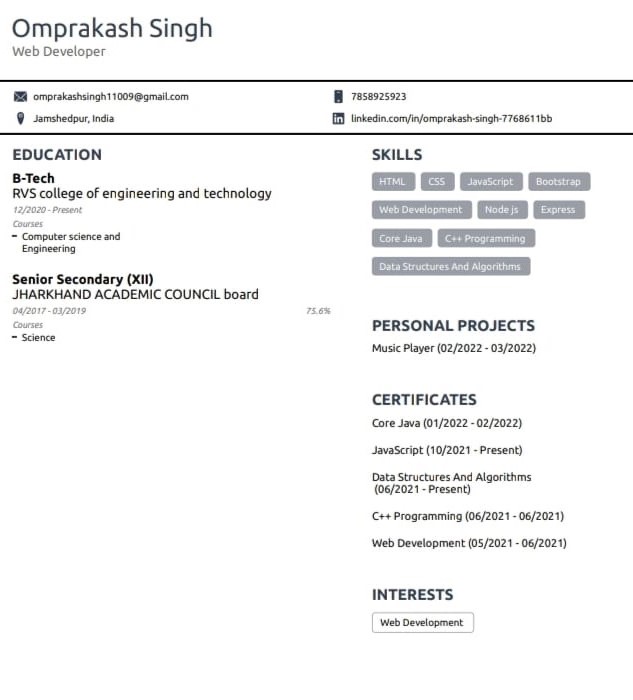 Omprakash Singh
Web Developer
omprakashsingh11009@gmail.com
7858925923
Jamshedpur, India
linkedin.com/in/omprakash-singh-7768611bb
EDUCATION
B-Tech
RVS college of engineering and technology
12/2020 - Present
Courses
– Computer science and
Engineering
Senior Secondary (XII)
JHARKHAND ACADEMIC COUNCIL board
04/2017 - 03/2019 75.6%
Courses
– Science
SKILLS
HTML CSS JavaScript Bootstrap
Web Development Node js Express
Core Java C++ Programming
Data Structures And Algorithms
PERSONAL PROJECTS
Music Player (02/2022 - 03/2022)
CERTIFICATES
Core Java (01/2022 - 02/2022)
JavaScript (10/2021 - Present)
Data Structures And Algorithms
(06/2021 - Present)
C++ Programming (06/2021 - 06/2021)
Web Development (05/2021 - 06/2021)
INTERESTS
Web Development